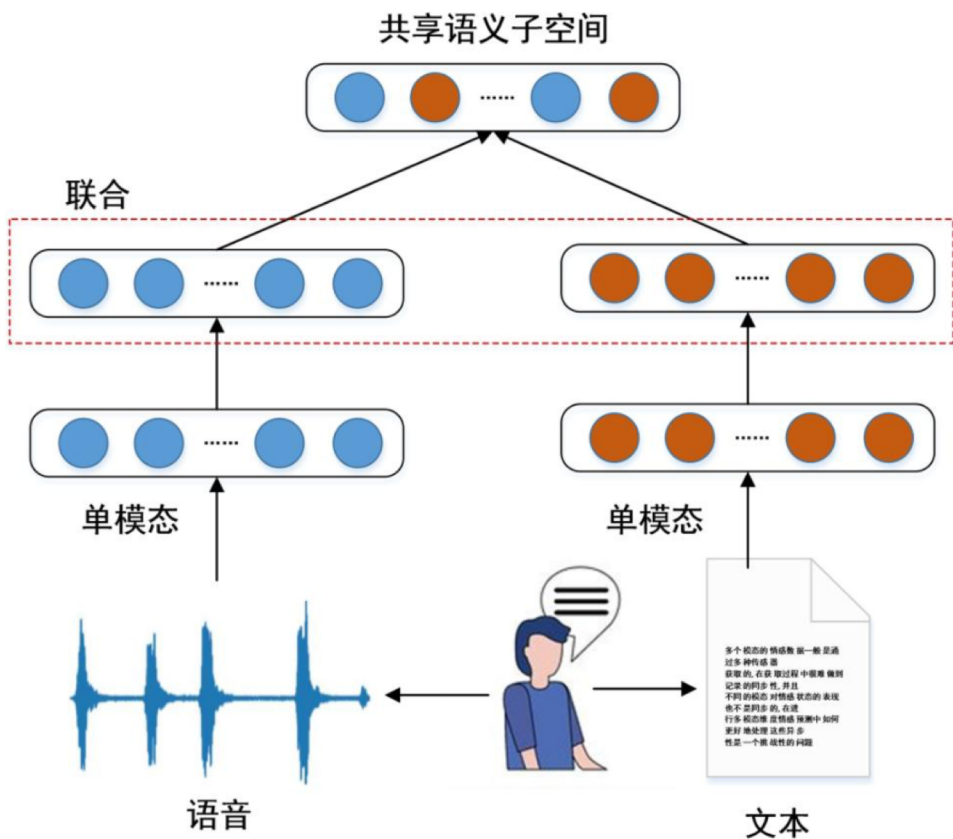 共享语义子空间
……
联合
……
……
……
……
单模态
单模态
多个模态的情感数据一般是通
过多种传感器
获取的, 在获取过程中很难做到
记录的同步性, 并且
不同的模态对情感状态的表现
也不是同步的, 在进
行多模态维度情感预测中如何
更好地处理这些异步
性是一个挑战性的问题
语音
文本